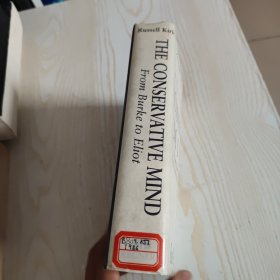 Russell Kirk
THE CONSERVATIVE MIND
From Burke to Eliot